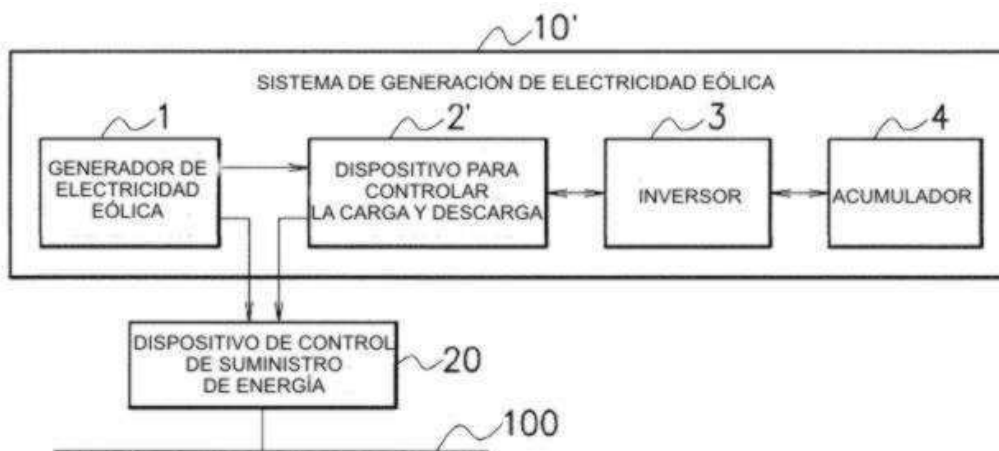 10'
SISTEMA DE GENERACIÓN DE ELECTRICIDAD EÓLICA
1
GENERADOR DE
ELECTRICIDAD
EÓLICA
2'
DISPOSITIVO PARA
CONTROLAR
LA CARGA Y DESCARGA
3
INVERSOR
4
ACUMULADOR
DISPOSITIVO DE CONTROL
DE SUMINISTRO
DE ENERGÍA
20
100